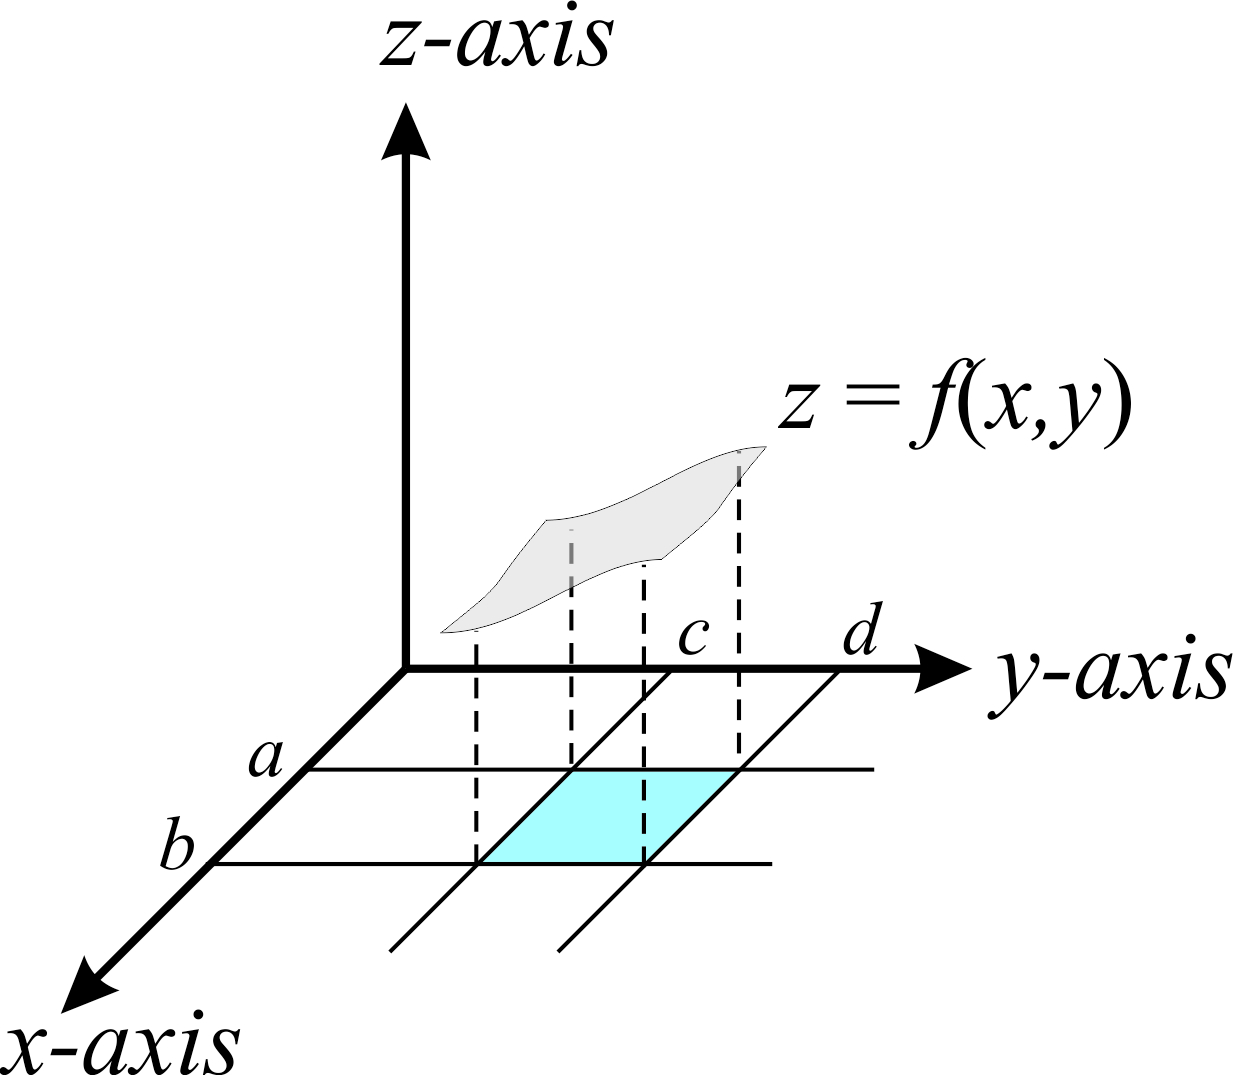 z-axis
z = f(x,y)
c
d
y-axis
a
b
x-axis